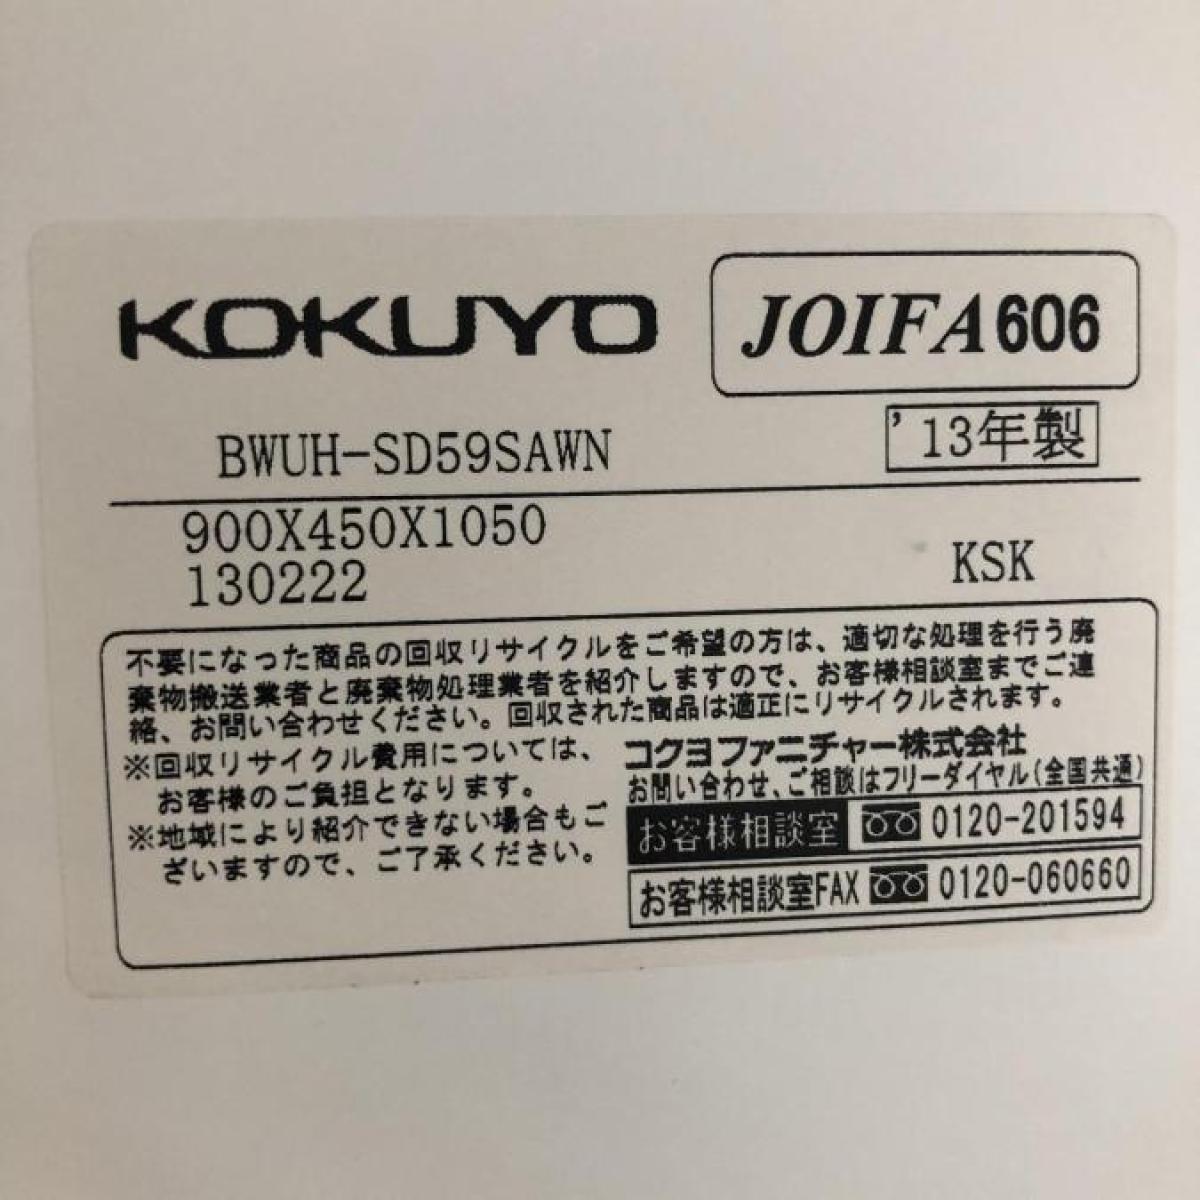 KOKUYO
JOIFA606
BWUH-SD59SAWN
'13年製
900X450X1050
130222
KSK
不要になった商品の回収リサイクルをご希望の方は、適切な処理を行う廃
棄物搬送業者と廃棄物処理業者を紹介しますので、お客様相談室までご連
絡、お問い合わせください。回収された商品は適正にリサイクルされます。
※回収リサイクル費用については、
お客様のご負担となります。
※地域により紹介できない場合もご
ざいますので、ご了承ください。
コクヨファニチャー株式会社
お問い合わせ、ご相談はフリーダイヤル(全国共通)
お客様相談室 0120-201594
お客様相談室FAX 0120-060660